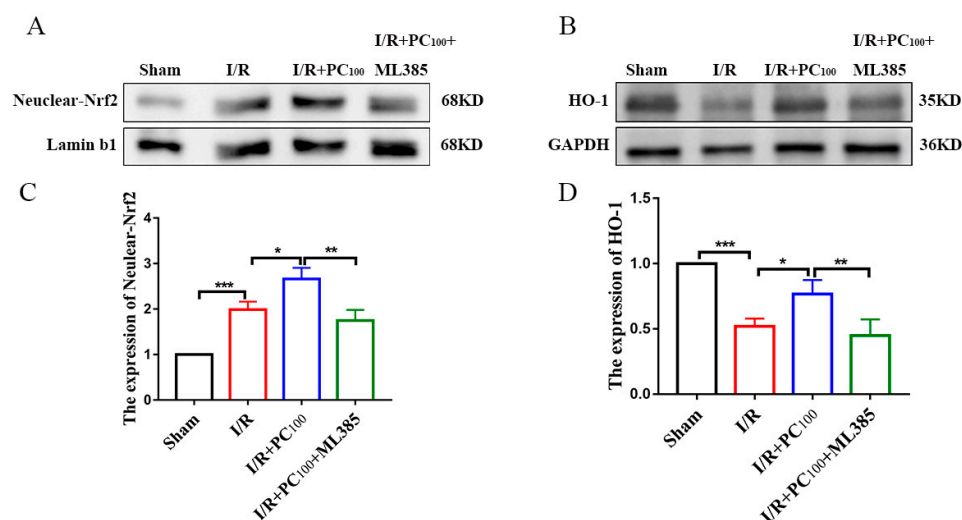 A
Sham I/R I/R+PC₁₀₀ I/R+PC₁₀₀+
ML385
Neuclear-Nrf2 68KD
Lamin b1 68KD
B
Sham I/R I/R+PC₁₀₀ I/R+PC₁₀₀+
ML385
HO-1 35KD
GAPDH 36KD
C
The expression of Neulear-Nrf2
4
3
2
1
0
***
*
**
Sham
I/R
I/R+PC₁₀₀
I/R+PC₁₀₀+ML385
D
The expression of HO-1
1.5
1.0
0.5
0.0
***
*
**
Sham
I/R
I/R+PC₁₀₀
I/R+PC₁₀₀+ML385